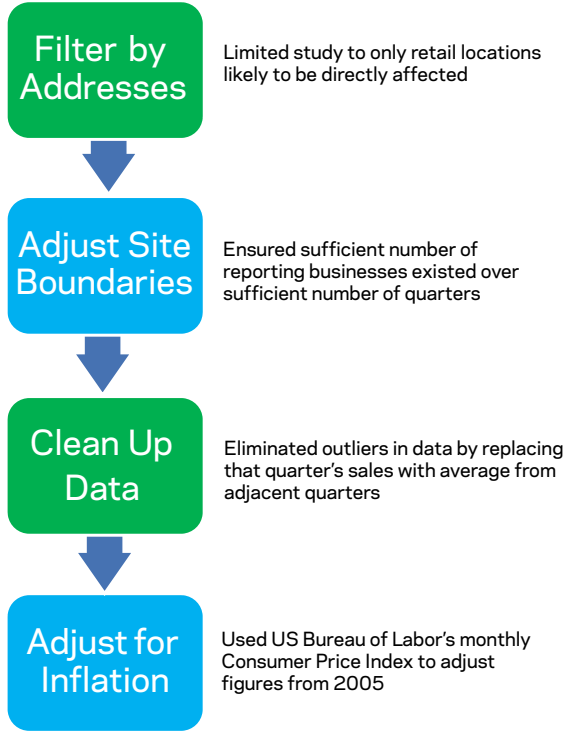 Filter by
Addresses
Limited study to only retail locations
likely to be directly affected
Adjust Site
Boundaries
Ensured sufficient number of
reporting businesses existed over
sufficient number of quarters
Clean Up
Data
Eliminated outliers in data by replacing
that quarter's sales with average from
adjacent quarters
Adjust for
Inflation
Used US Bureau of Labor's monthly
Consumer Price Index to adjust
figures from 2005